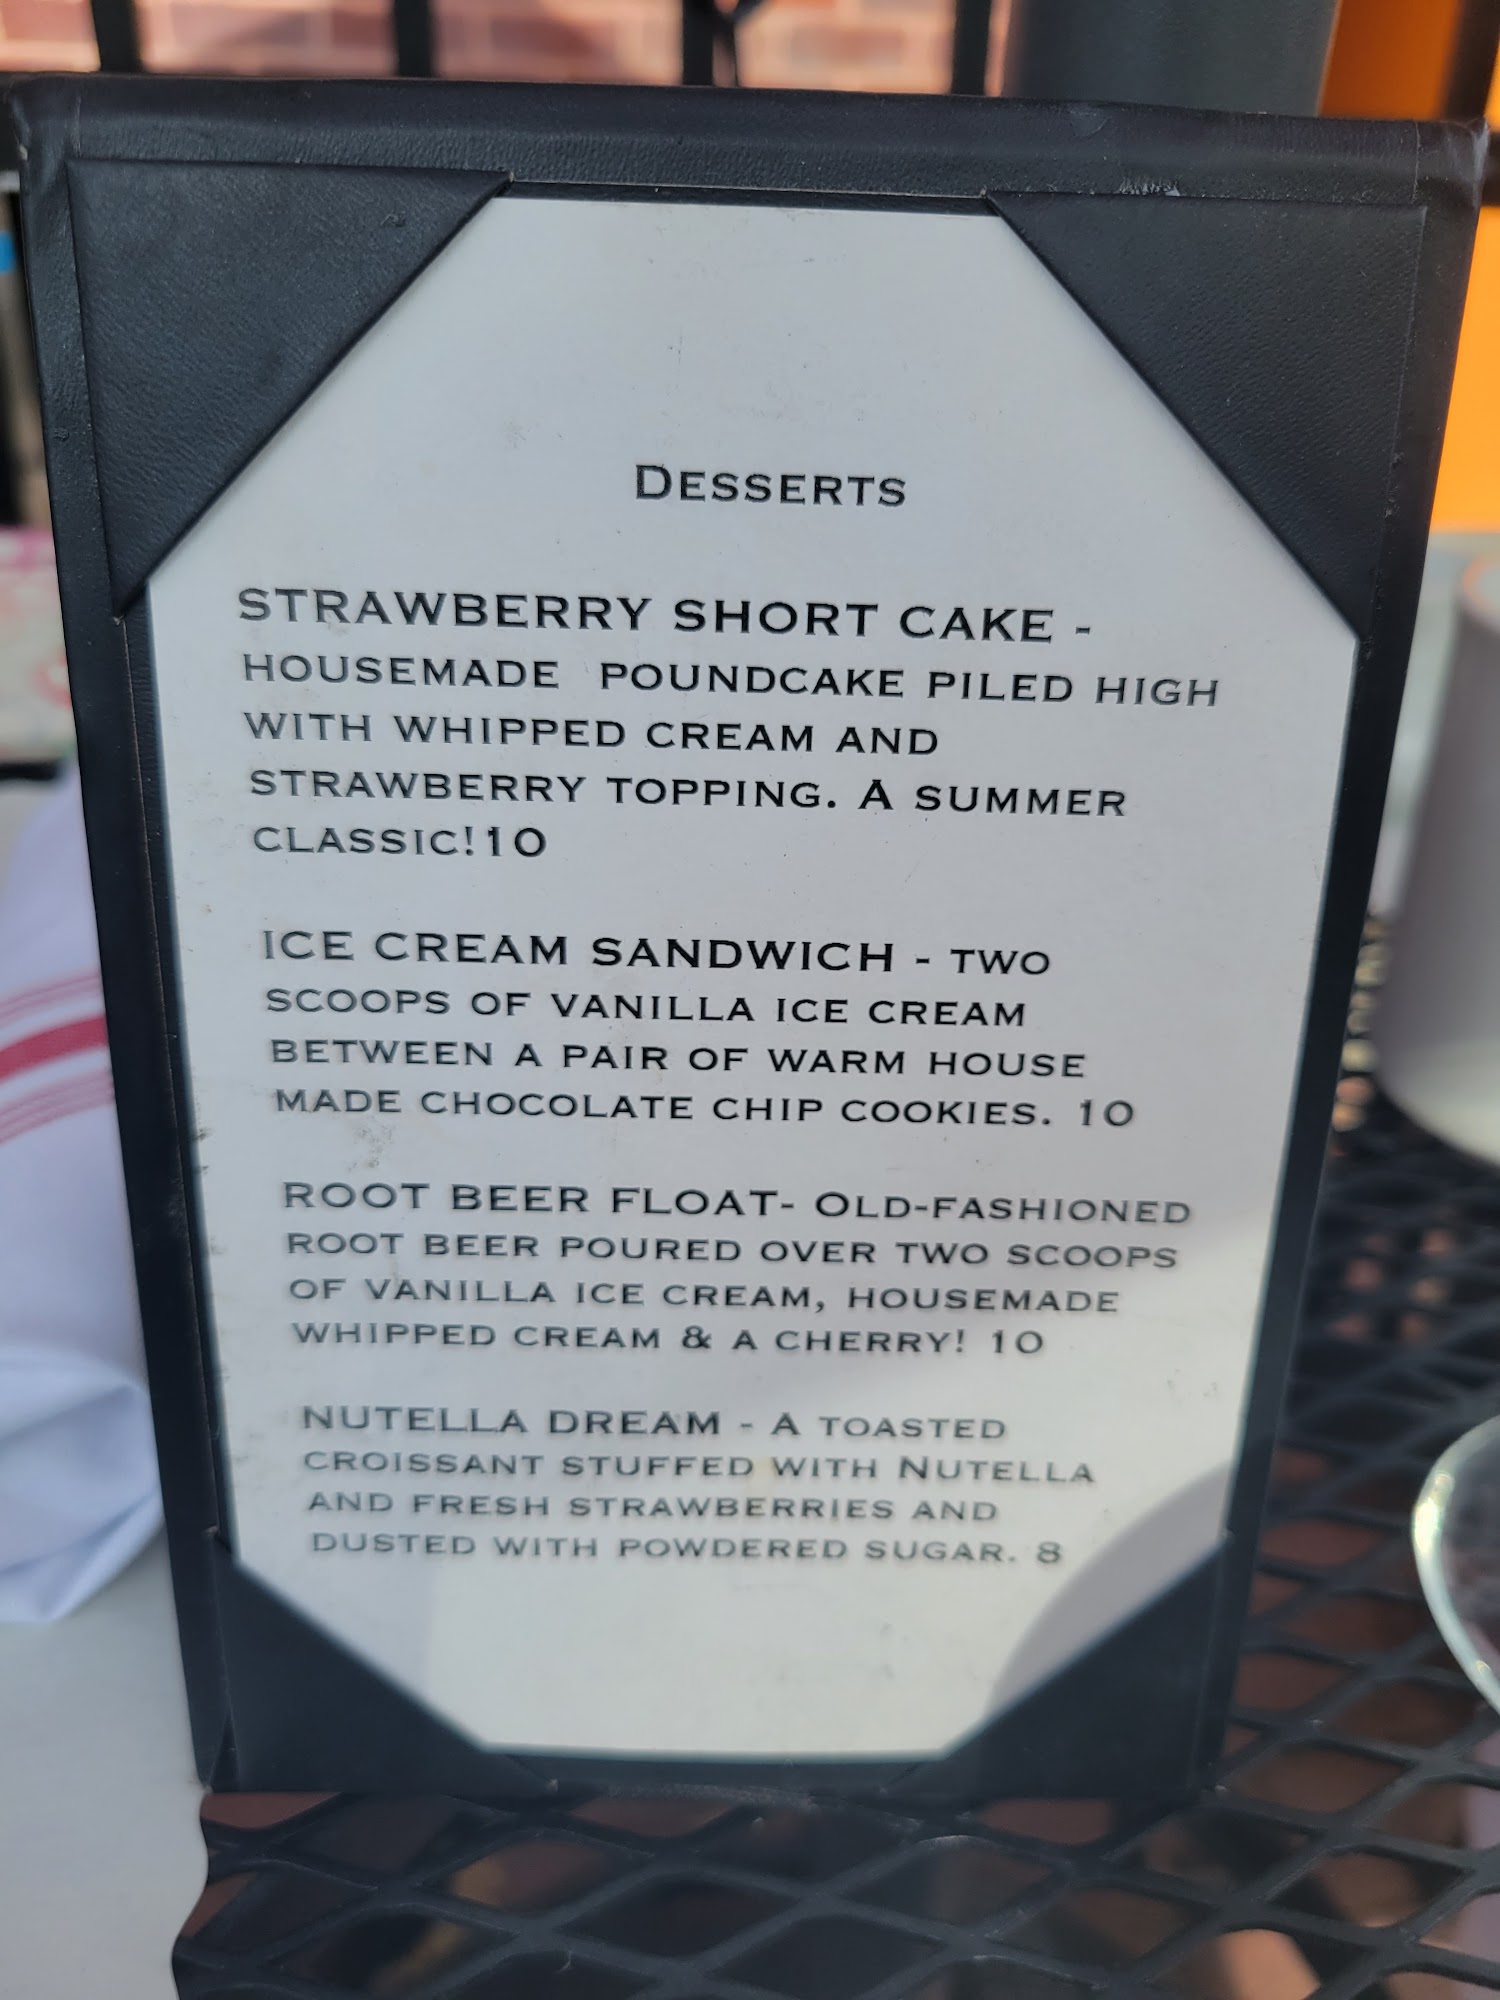 DESSERTS
STRAWBERRY SHORT CAKE -
HOUSEMADE POUNDCAKE PILED HIGH
WITH WHIPPED CREAM AND
STRAWBERRY TOPPING. A SUMMER
CLASSIC!10
ICE CREAM SANDWICH - TWO
SCOOPS OF VANILLA ICE CREAM
BETWEEN A PAIR OF WARM HOUSE
MADE CHOCOLATE CHIP COOKIES. 10
ROOT BEER FLOAT- OLD-FASHIONED
ROOT BEER POURED OVER TWO SCOOPS
OF VANILLA ICE CREAM, HOUSEMADE
WHIPPED CREAM & A CHERRY! 10
NUTELLA DREAM - A TOASTED
CROISSANT STUFFED WITH NUTELLA
AND FRESH STRAWBERRIES AND
DUSTED WITH POWDERED SUGAR. 8